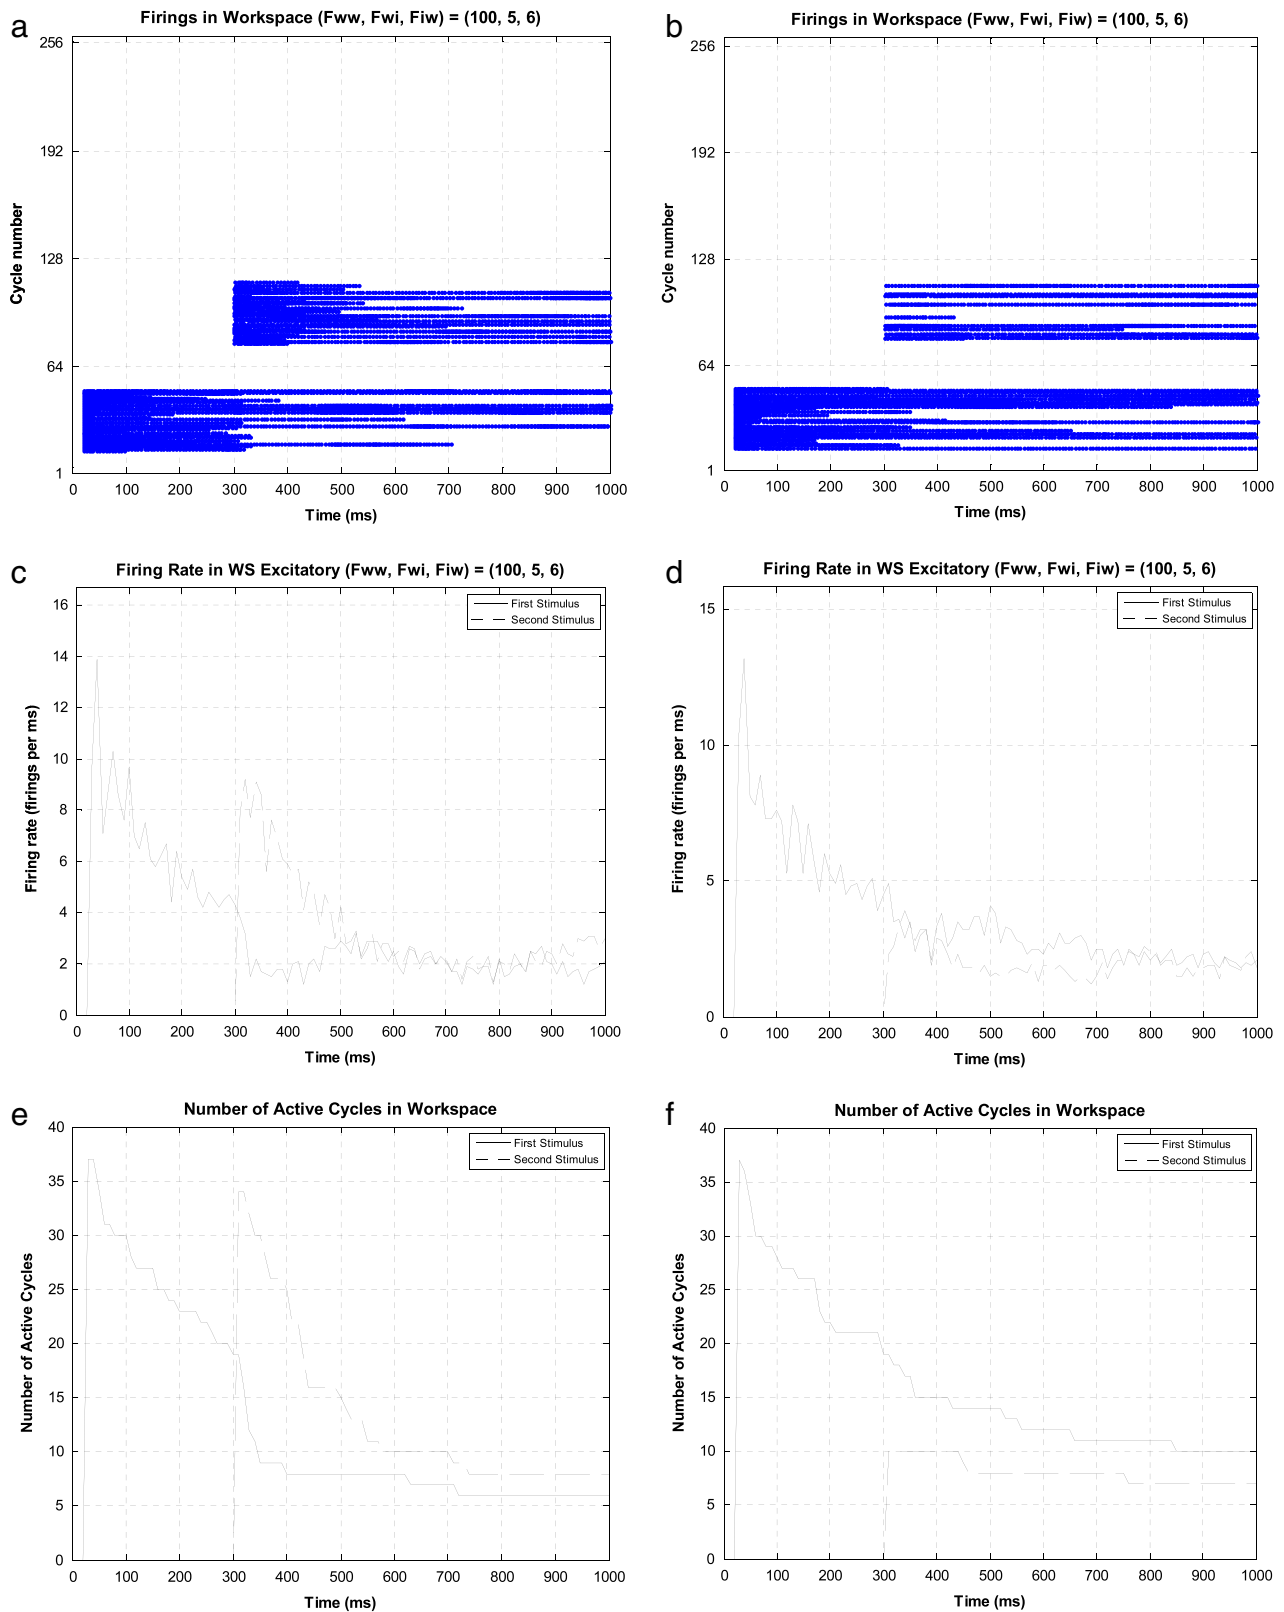 a
Firings in Workspace (Fww, Fwi, Fiw) = (100, 5, 6)
256
192
128
64
1
Cycle number
0 100 200 300 400 500 600 700 800 900 1000
Time (ms)
b
Firings in Workspace (Fww, Fwi, Fiw) = (100, 5, 6)
256
192
128
64
1
Cycle number
0 100 200 300 400 500 600 700 800 900 1000
Time (ms)
c
Firing Rate in WS Excitatory (Fww, Fwi, Fiw) = (100, 5, 6)
First Stimulus
Second Stimulus
16
14
12
10
8
6
4
2
0
Firing rate (firings per ms)
0 100 200 300 400 500 600 700 800 900 1000
Time (ms)
d
Firing Rate in WS Excitatory (Fww, Fwi, Fiw) = (100, 5, 6)
First Stimulus
Second Stimulus
15
10
5
0
Firing rate (firings per ms)
0 100 200 300 400 500 600 700 800 900 1000
Time (ms)
e
Number of Active Cycles in Workspace
First Stimulus
Second Stimulus
40
35
30
25
20
15
10
5
0
Number of Active Cycles
0 100 200 300 400 500 600 700 800 900 1000
Time (ms)
f
Number of Active Cycles in Workspace
First Stimulus
Second Stimulus
40
35
30
25
20
15
10
5
0
Number of Active Cycles
0 100 200 300 400 500 600 700 800 900 1000
Time (ms)